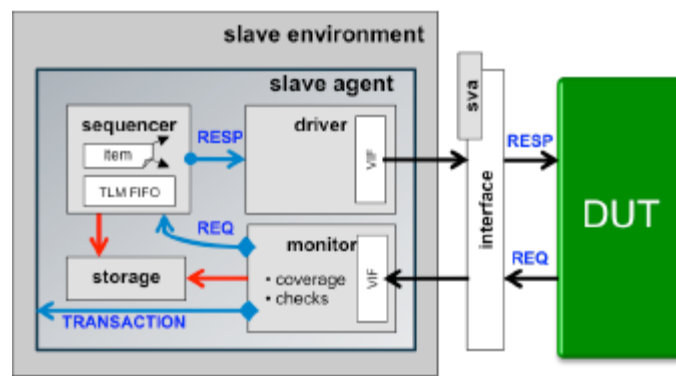 slave environment
slave agent
sequencer
item
TLM FIFO
RESP
driver
VIF
sva
interface
RESP
DUT
REQ
REQ
monitor
• coverage
• checks
VIF
storage
TRANSACTION